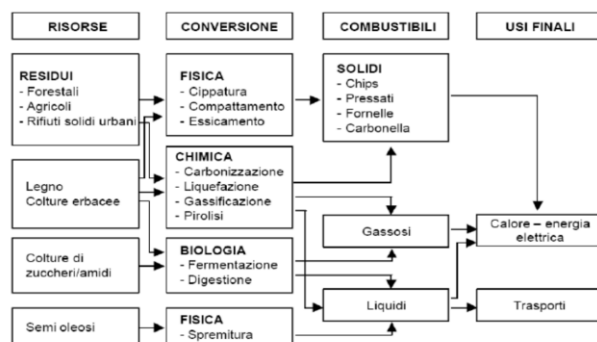 RISORSE
CONVERSIONE
COMBUSTIBILI
USI FINALI
RESIDUI
- Forestali
- Agricoli
- Rifiuti solidi urbani
FISICA
- Cippatura
- Compattamento
- Essicamento
SOLIDI
- Chips
- Pressati
- Fornelle
- Carbonella
Legno
Colture erbacee
CHIMICA
- Carbonizzazione
- Liquefazione
- Gassificazione
- Pirolisi
Gassosi
Calore – energia
elettrica
Colture di
zuccheri/amidi
BIOLOGIA
- Fermentazione
- Digestione
Liquidi
Trasporti
Semi oleosi
FISICA
- Spremitura